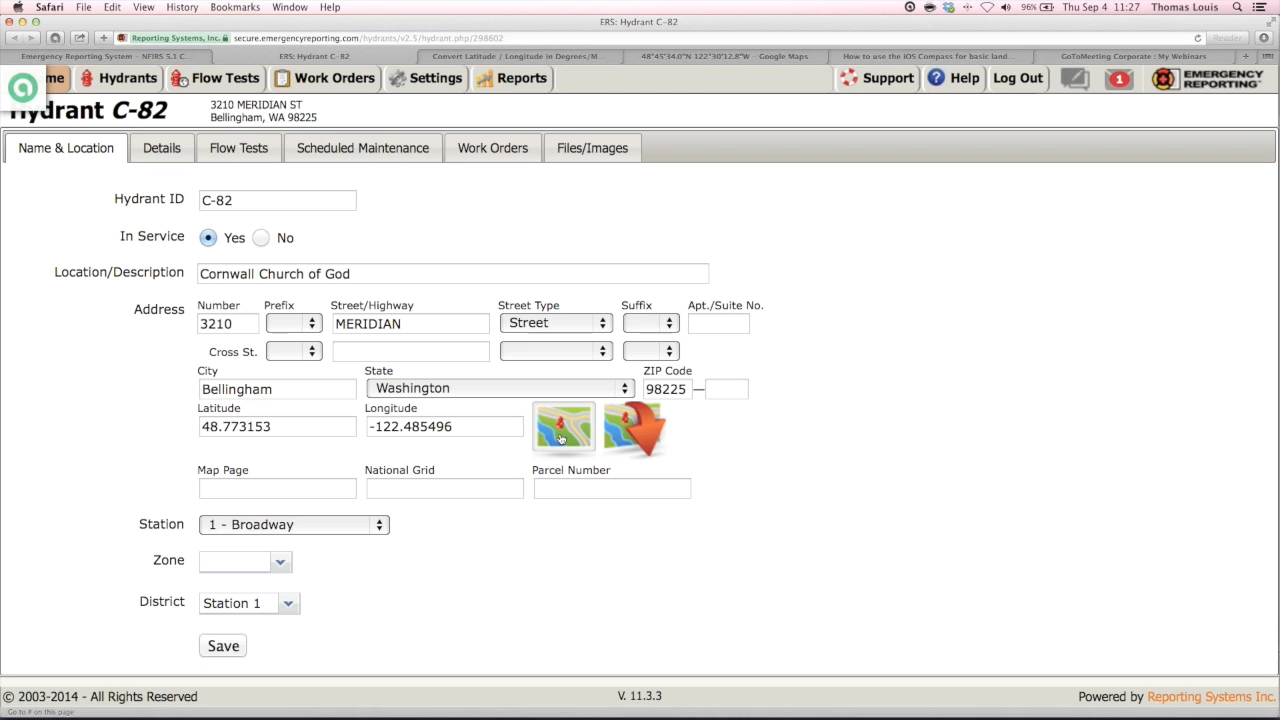 Safari File Edit View History Bookmarks Window Help 96% Thu Sep 4 11:27 Thomas Louis
ERS: Hydrant C-82
Reporting Systems, Inc. secure.emergencyreporting.com/hydrants/v2.5/hydrant.php/298602 Reader
Emergency Reporting System – NFIRS 5.1 C... ERS: Hydrant C-82 Convert Latitude / Longitude in Degrees/M... 48°45'34.0"N 122°30'12.8"W – Google Maps How to use the iOS Compass for basic land... GoToMeeting Corporate : My Webinars
me Hydrants Flow Tests Work Orders Settings Reports Support Help Log Out 1 EMERGENCY REPORTING
Hydrant C-82 3210 MERIDIAN ST
Bellingham, WA 98225
Name & Location Details Flow Tests Scheduled Maintenance Work Orders Files/Images
Hydrant ID C-82
In Service Yes No
Location/Description Cornwall Church of God
Address Number Prefix Street/Highway Street Type Suffix Apt./Suite No.
3210 MERIDIAN Street
Cross St.
City State ZIP Code
Bellingham Washington 98225 —
Latitude Longitude
48.773153 -122.485496
Map Page National Grid Parcel Number
Station 1 - Broadway
Zone
District Station 1
Save
© 2003-2014 - All Rights Reserved V. 11.3.3 Powered by Reporting Systems Inc.
Go to # on this page